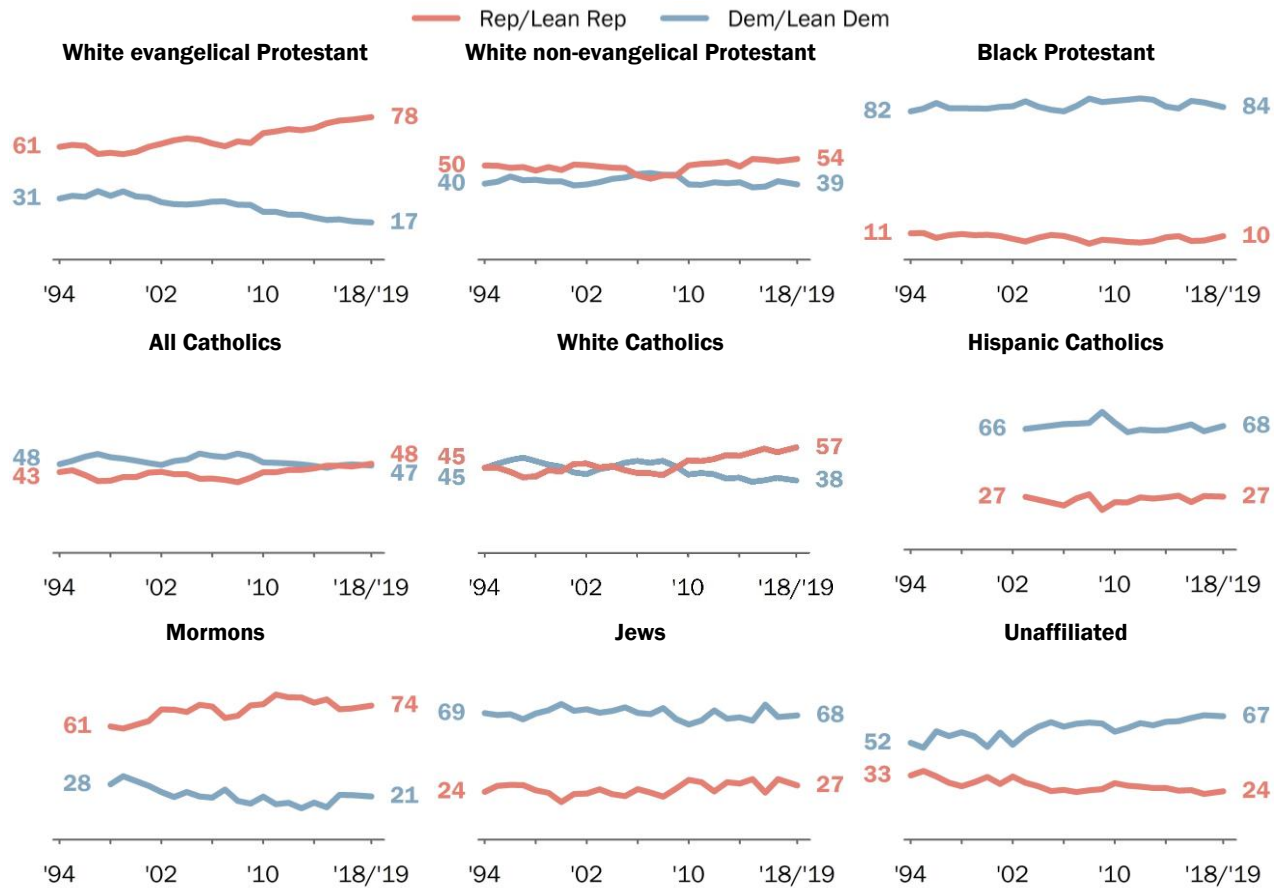 Rep/Lean Rep Dem/Lean Dem
White evangelical Protestant
61
31
78
17
'94 '02 '10 '18/'19
White non-evangelical Protestant
50
40
54
39
'94 '02 '10 '18/'19
Black Protestant
82
11
84
10
'94 '02 '10 '18/'19
All Catholics
48
43
48
47
'94 '02 '10 '18/'19
White Catholics
45
45
57
38
'94 '02 '10 '18/'19
Hispanic Catholics
66
27
68
27
'94 '02 '10 '18/'19
Mormons
61
28
74
21
'94 '02 '10 '18/'19
Jews
69
24
68
27
'94 '02 '10 '18/'19
Unaffiliated
52
33
67
24
'94 '02 '10 '18/'19